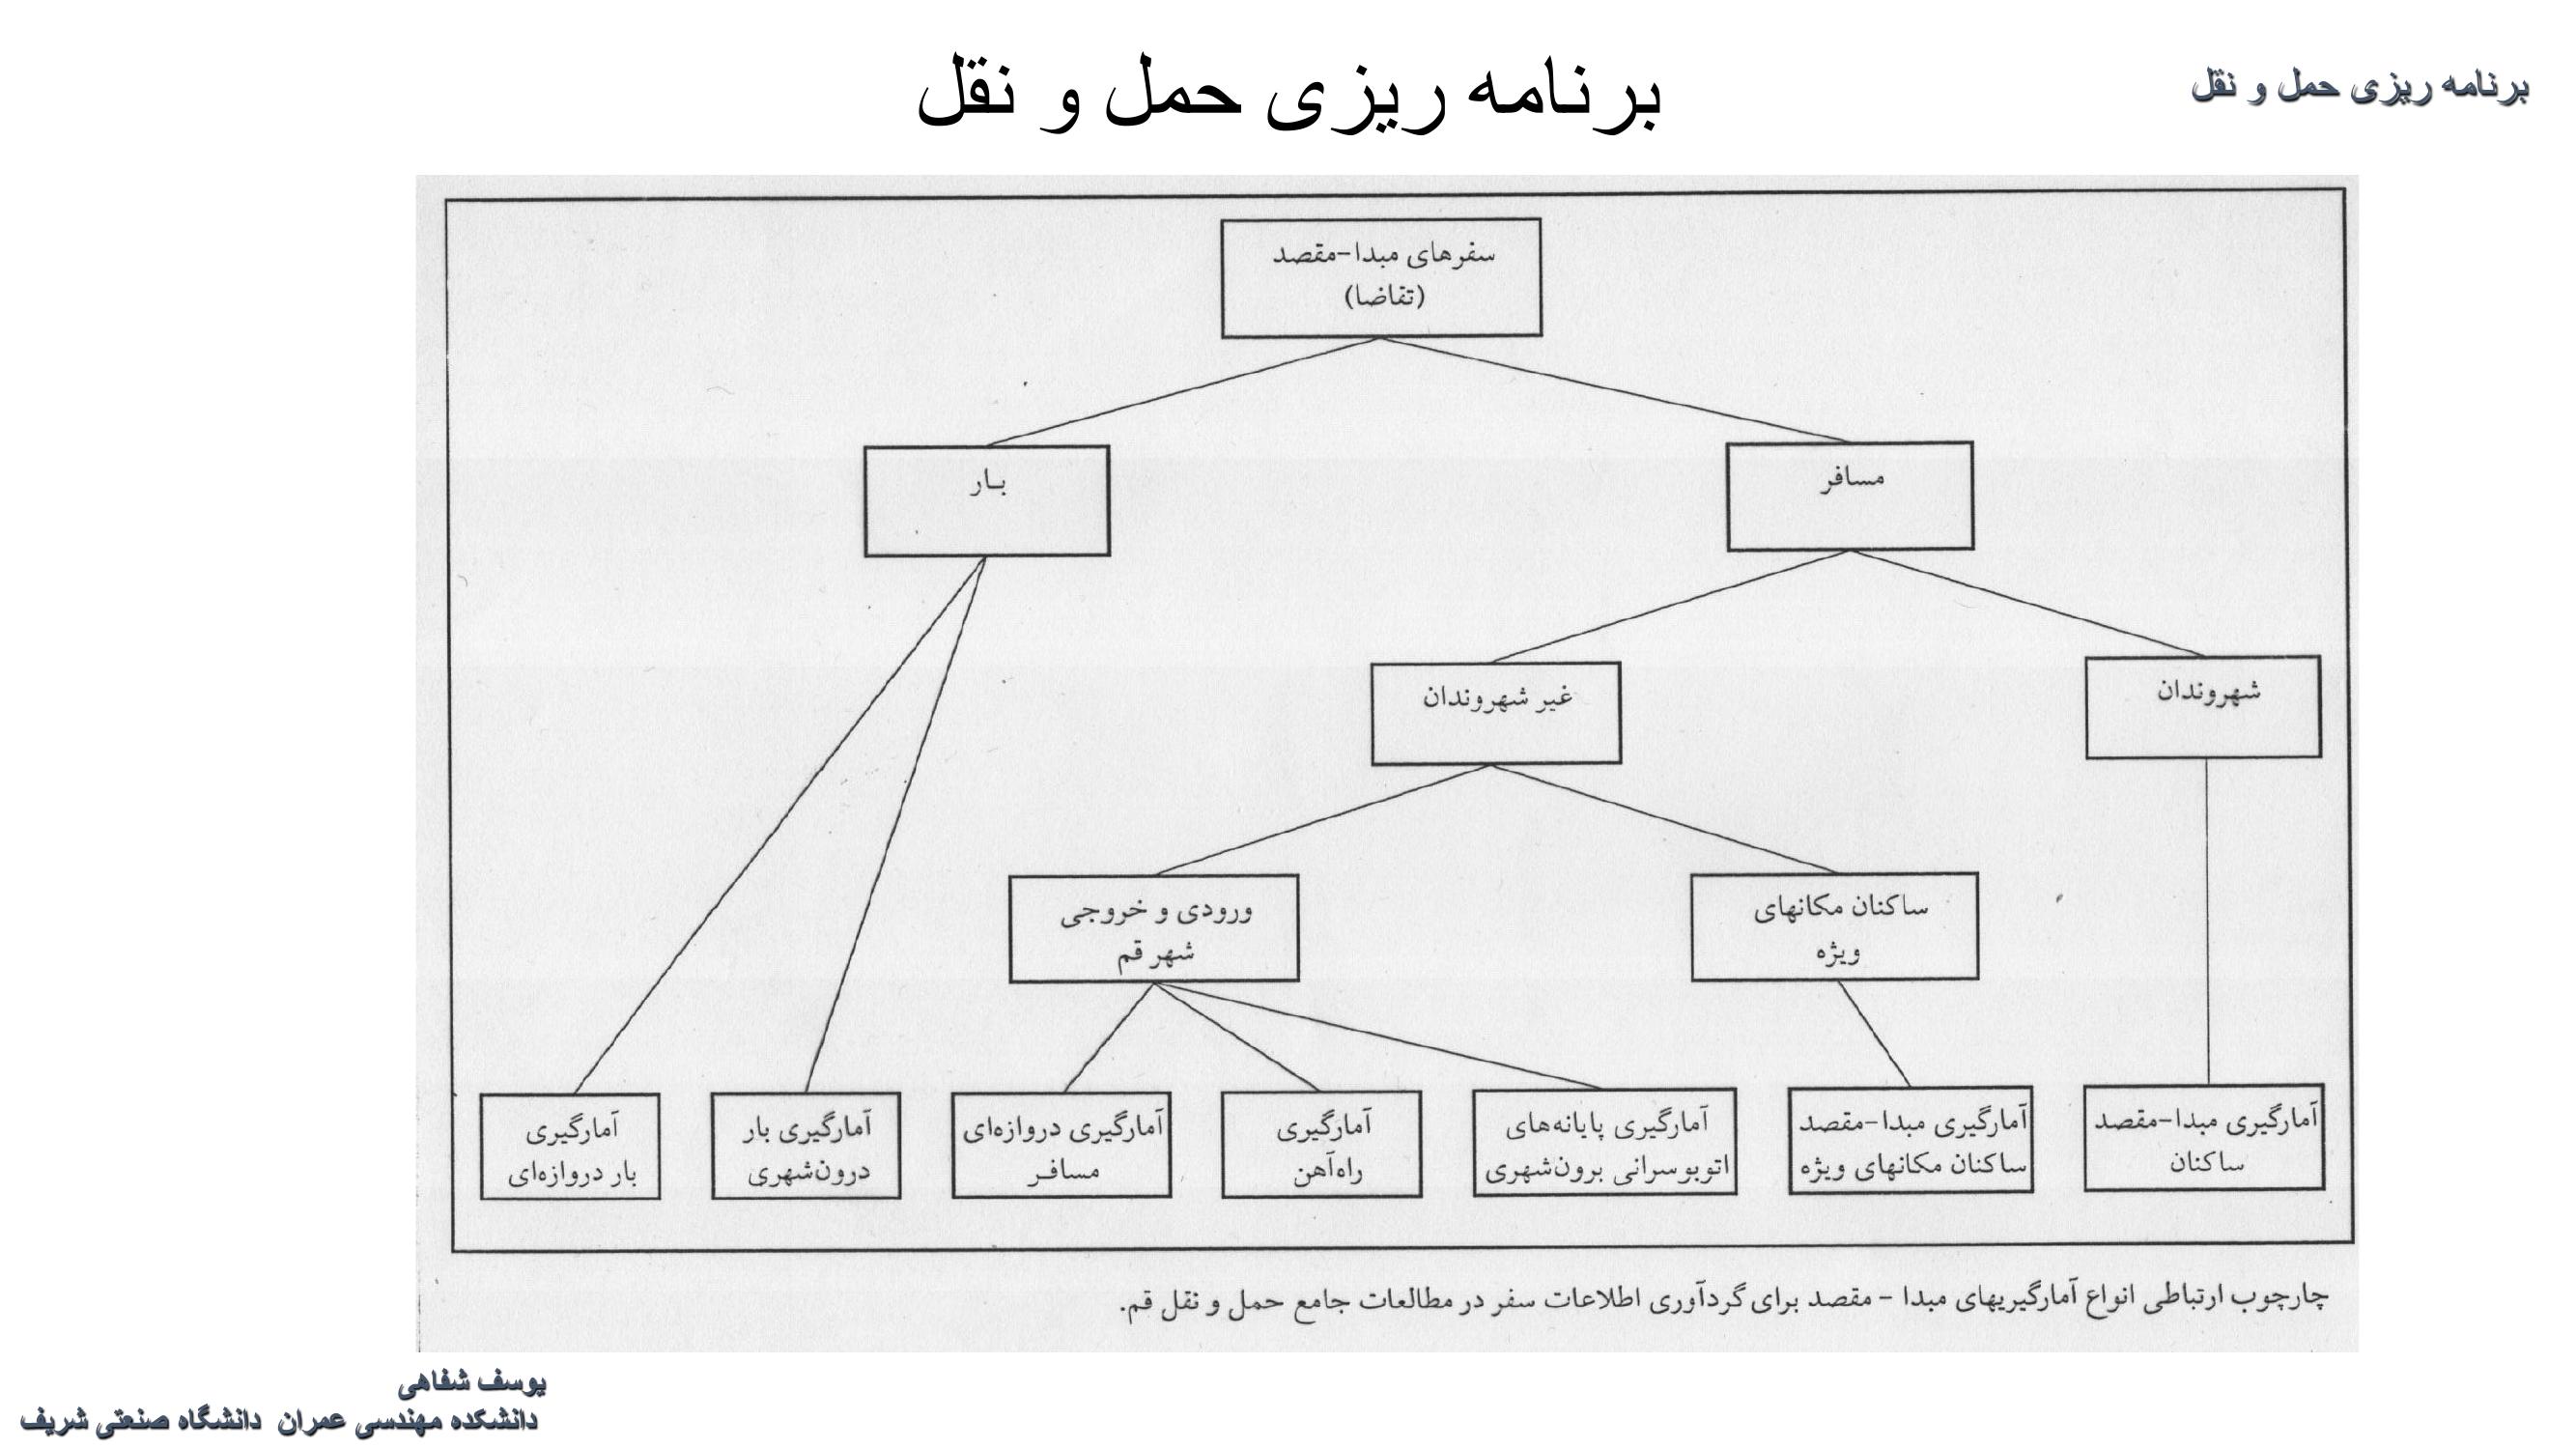 برنامه ریزی حمل و نقل
برنامه ریزی حمل و نقل
سفرهای مبدا-مقصد
(تقاضا)
مسافر
بار
شهروندان
غیر شهروندان
ساکنان مکانهای
ویژه
ورودی و خروجی
شهر قم
آمارگیری مبدا-مقصد
ساکنان
آمارگیری مبدا-مقصد
ساکنان مکانهای ویژه
آمارگیری پایانه‌های
اتوبوسرانی برون‌شهری
آمارگیری
راه‌آهن
آمارگیری دروازه‌ای
مسافر
آمارگیری بار
درون‌شهری
آمارگیری
بار دروازه‌ای
چارچوب ارتباطی انواع آمارگیریهای مبدا - مقصد برای گردآوری اطلاعات سفر در مطالعات جامع حمل و نقل قم.
یوسف شفاهی
دانشکده مهندسی عمران دانشگاه صنعتی شریف